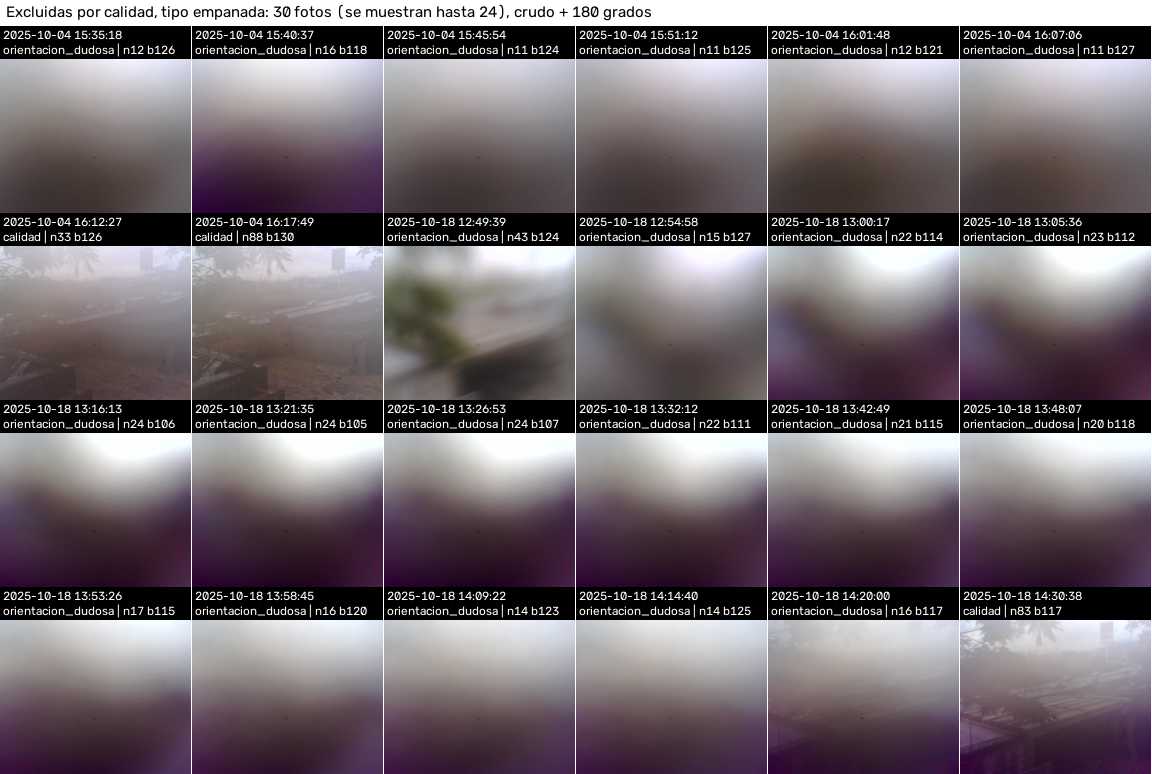 Excluidas por calidad, tipo empanada: 30 fotos (se muestran hasta 24), crudo + 180 grados
2025-10-04 15:35:18
orientacion_dudosa | n12 b126
2025-10-04 15:40:37
orientacion_dudosa | n16 b118
2025-10-04 15:45:54
orientacion_dudosa | n11 b124
2025-10-04 15:51:12
orientacion_dudosa | n11 b125
2025-10-04 16:01:48
orientacion_dudosa | n12 b121
2025-10-04 16:07:06
orientacion_dudosa | n11 b127
2025-10-04 16:12:27
calidad | n33 b126
2025-10-04 16:17:49
calidad | n88 b130
2025-10-18 12:49:39
orientacion_dudosa | n43 b124
2025-10-18 12:54:58
orientacion_dudosa | n15 b127
2025-10-18 13:00:17
orientacion_dudosa | n22 b114
2025-10-18 13:05:36
orientacion_dudosa | n23 b112
2025-10-18 13:16:13
orientacion_dudosa | n24 b106
2025-10-18 13:21:35
orientacion_dudosa | n24 b105
2025-10-18 13:26:53
orientacion_dudosa | n24 b107
2025-10-18 13:32:12
orientacion_dudosa | n22 b111
2025-10-18 13:42:49
orientacion_dudosa | n21 b115
2025-10-18 13:48:07
orientacion_dudosa | n20 b118
2025-10-18 13:53:26
orientacion_dudosa | n17 b115
2025-10-18 13:58:45
orientacion_dudosa | n16 b120
2025-10-18 14:09:22
orientacion_dudosa | n14 b123
2025-10-18 14:14:40
orientacion_dudosa | n14 b125
2025-10-18 14:20:00
orientacion_dudosa | n16 b117
2025-10-18 14:30:38
calidad | n83 b117